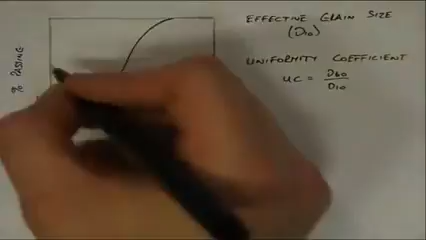 EFFECTIVE GRAIN SIZE
(D10)
UNIFORMITY COEFFICIENT
UC = D60
D10
% PASSING